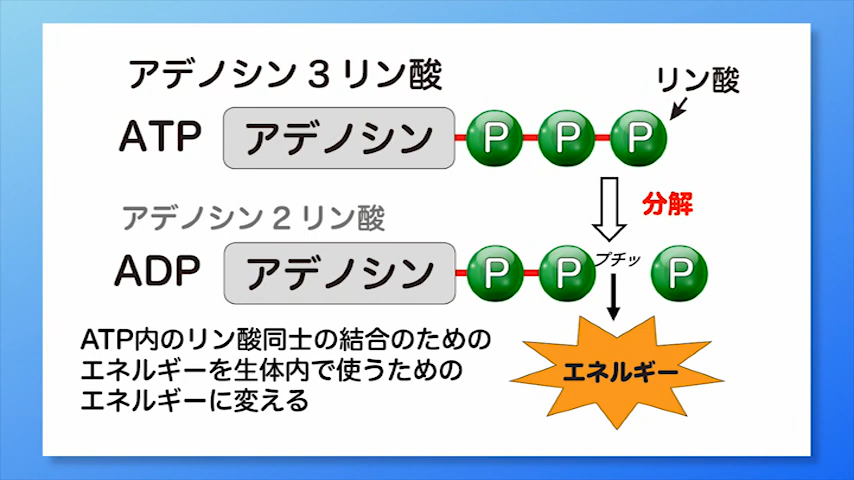 アデノシン3リン酸
リン酸
ATP アデノシン P P P
分解
アデノシン2リン酸
ADP アデノシン P P プチッ P
ATP内のリン酸同士の結合のための
エネルギーを生体内で使うための
エネルギーに変える
エネルギー